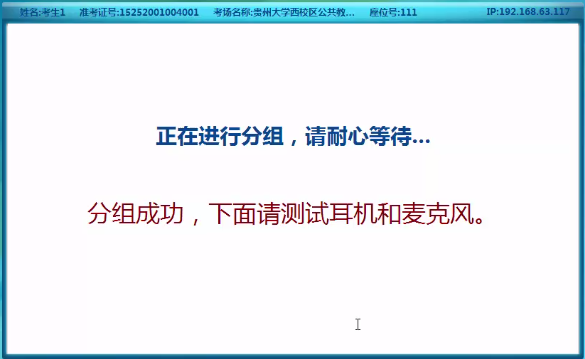 姓名:考生1 准考证号:15252001004001 考场名称:贵州大学西校区公共教... 座位号:111 IP:192.168.63.117
正在进行分组，请耐心等待...
分组成功，下面请测试耳机和麦克风。